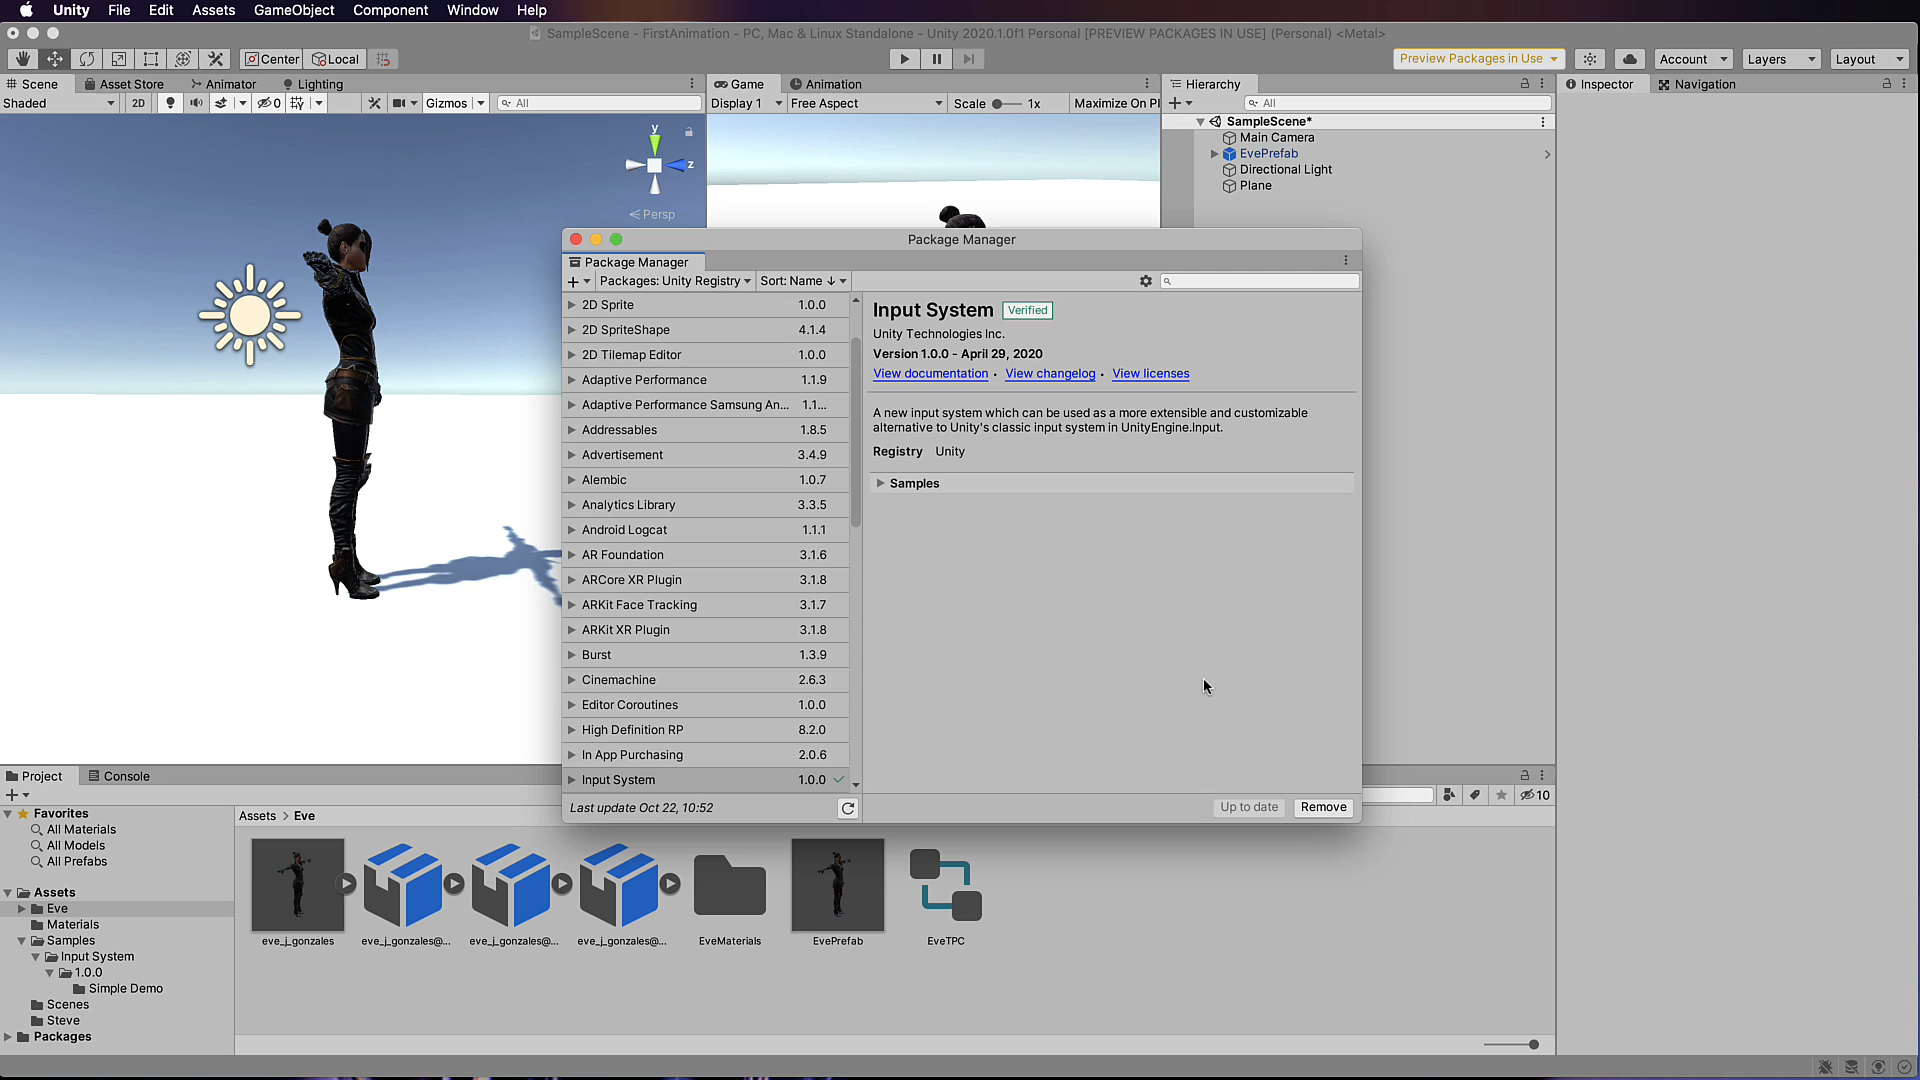 Unity File Edit Assets GameObject Component Window Help
SampleScene - FirstAnimation - PC, Mac & Linux Standalone - Unity 2020.1.0f1 Personal [PREVIEW PACKAGES IN USE] (Personal) <Metal>
Center Local Preview Packages in Use Account Layers Layout
Scene Asset Store Animator Lighting
Game Animation
Hierarchy
Inspector Navigation
Shaded 2D 0 Gizmos All
Display 1 Free Aspect Scale 1x Maximize On Pl
All
SampleScene*
Main Camera
EvePrefab
Directional Light
Plane
y
z
Persp
Package Manager
Package Manager
Packages: Unity Registry Sort: Name ↓
2D Sprite 1.0.0
2D SpriteShape 4.1.4
2D Tilemap Editor 1.0.0
Adaptive Performance 1.1.9
Adaptive Performance Samsung An... 1.1...
Addressables 1.8.5
Advertisement 3.4.9
Alembic 1.0.7
Analytics Library 3.3.5
Android Logcat 1.1.1
AR Foundation 3.1.6
ARCore XR Plugin 3.1.8
ARKit Face Tracking 3.1.7
ARKit XR Plugin 3.1.8
Burst 1.3.9
Cinemachine 2.6.3
Editor Coroutines 1.0.0
High Definition RP 8.2.0
In App Purchasing 2.0.6
Input System 1.0.0
Last update Oct 22, 10:52
Input System Verified
Unity Technologies Inc.
Version 1.0.0 - April 29, 2020
View documentation • View changelog • View licenses
A new input system which can be used as a more extensible and customizable
alternative to Unity's classic input system in UnityEngine.Input.
Registry Unity
Samples
Up to date Remove
Project Console
10
Favorites
All Materials
All Models
All Prefabs
Assets
Eve
Materials
Samples
Input System
1.0.0
Simple Demo
Scenes
Steve
Packages
Assets > Eve
eve_j_gonzales eve_j_gonzales@... eve_j_gonzales@... eve_j_gonzales@... EveMaterials EvePrefab EveTPC